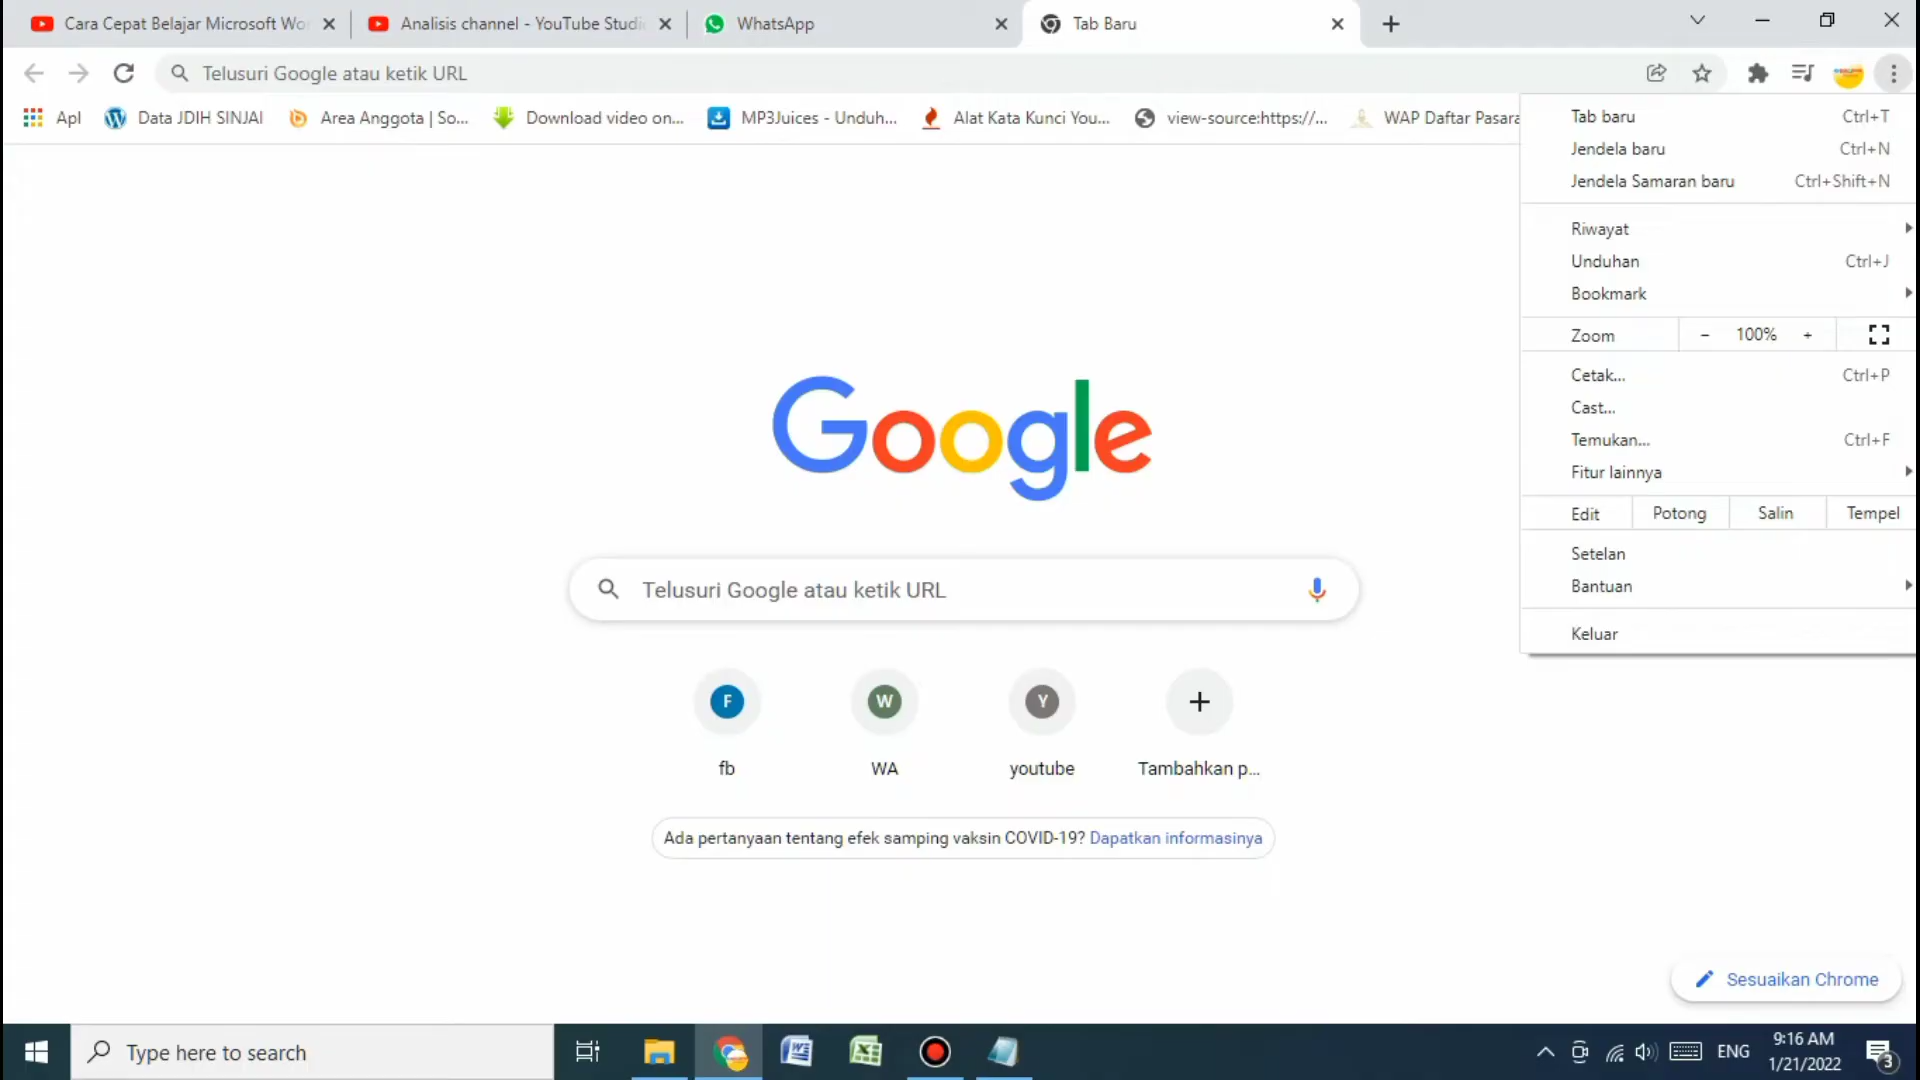 Cara Cepat Belajar Microsoft Wo
Analisis channel - YouTube Studi
WhatsApp
Tab Baru
Telusuri Google atau ketik URL
Apl
Data JDIH SINJAI
Area Anggota | So...
Download video on...
MP3Juices - Unduh...
Alat Kata Kunci You...
view-source:https://...
WAP Daftar Pasara
Tab baru Ctrl+T
Jendela baru Ctrl+N
Jendela Samaran baru Ctrl+Shift+N
Riwayat
Unduhan Ctrl+J
Bookmark
Zoom - 100% +
Cetak... Ctrl+P
Cast...
Temukan... Ctrl+F
Fitur lainnya
Edit Potong Salin Tempel
Setelan
Bantuan
Keluar
Google
Telusuri Google atau ketik URL
F W Y
fb WA youtube Tambahkan p...
Ada pertanyaan tentang efek samping vaksin COVID-19? Dapatkan informasinya
Sesuaikan Chrome
Type here to search
ENG
9:16 AM
1/21/2022
3